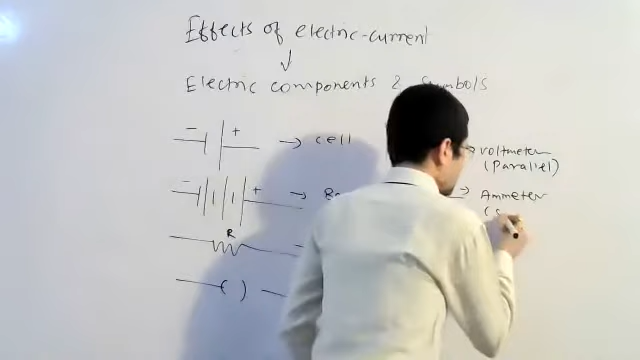 Effects of electric-current
Electric components & Symbols
- + → cell
→ voltmeter
(parallel)
- + →
→ Ammeter
(s
R
( )